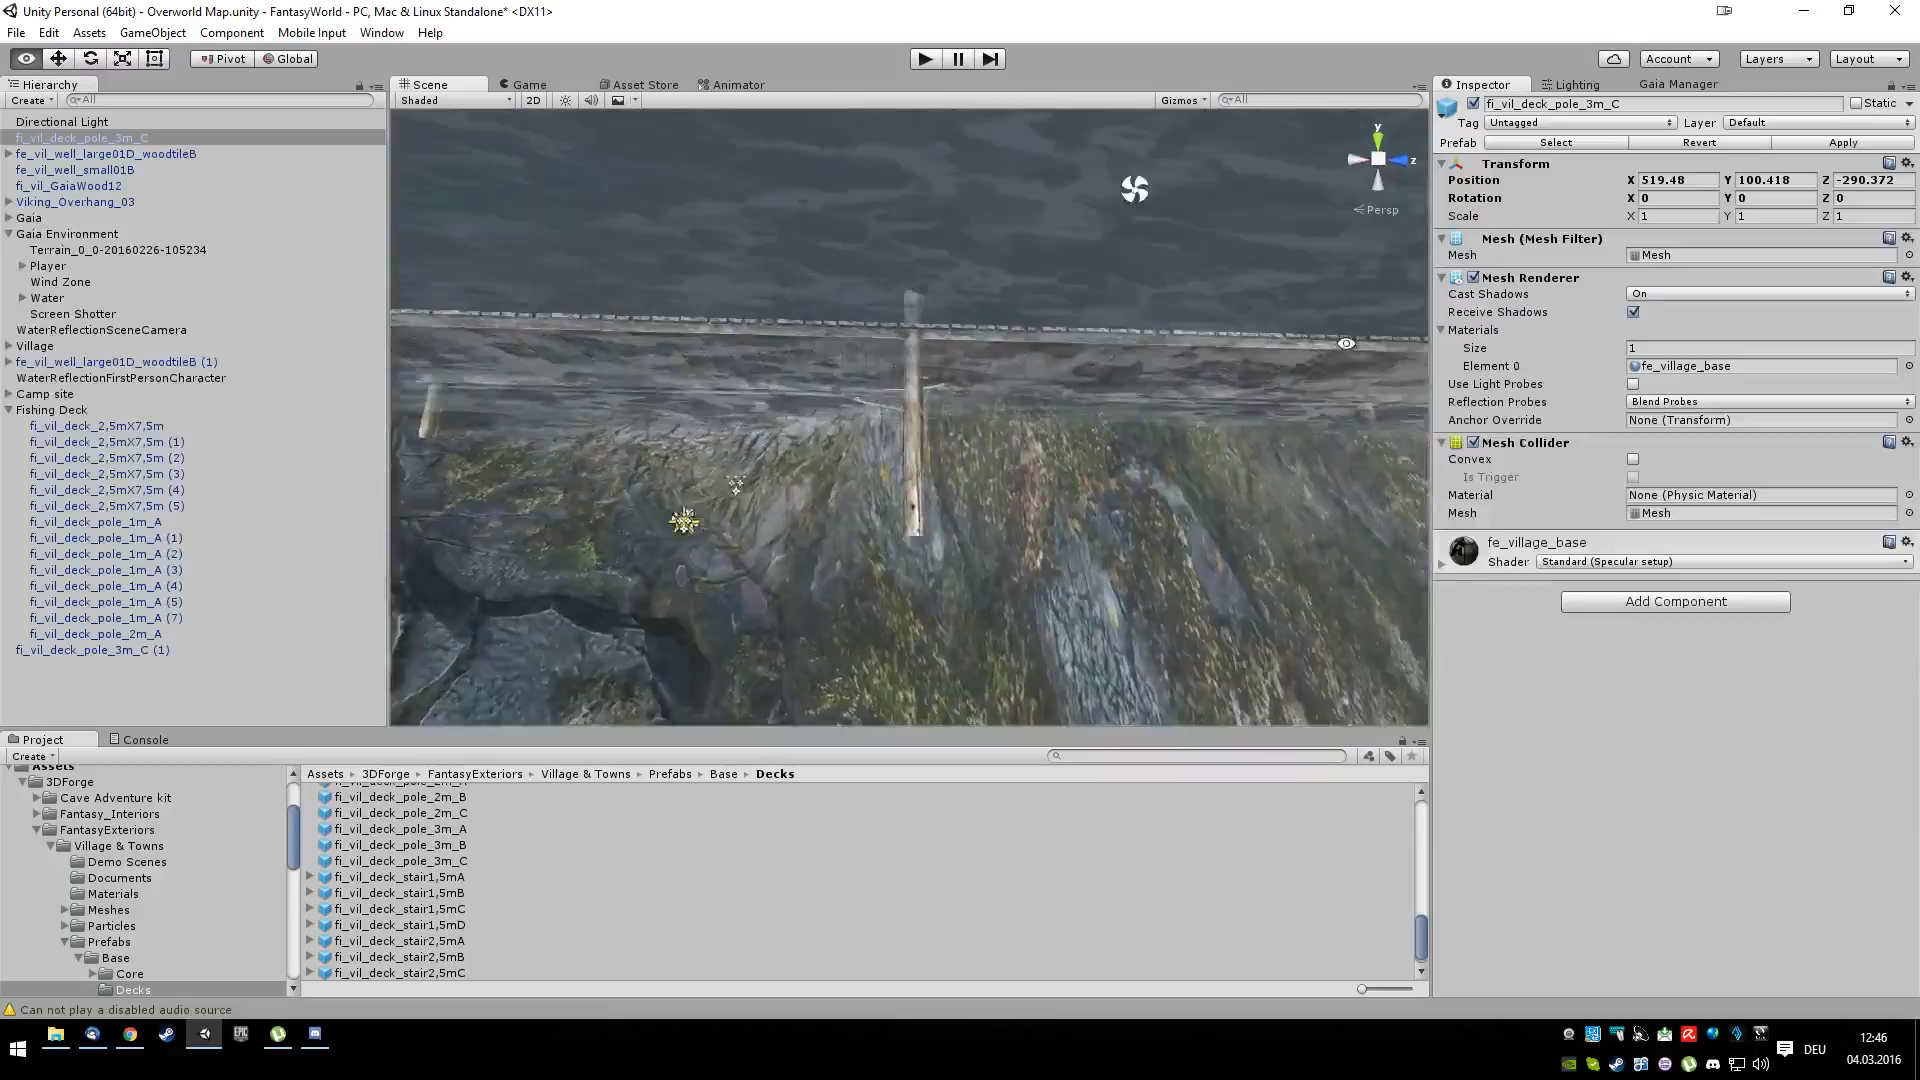 Unity Personal (64bit) - Overworld Map.unity - FantasyWorld - PC, Mac & Linux Standalone* <DX11>
File Edit Assets GameObject Component Mobile Input Window Help
Pivot Global Account Layers Layout
Hierarchy
Create All
Directional Light
fi_vil_deck_pole_3m_C
fe_vil_well_large01D_woodtileB
fe_vil_well_small01B
fi_vil_GaiaWood12
Viking_Overhang_03
Gaia
Gaia Environment
Terrain_0_0-20160226-105234
Player
Wind Zone
Water
Screen Shotter
WaterReflectionSceneCamera
Village
fe_vil_well_large01D_woodtileB (1)
WaterReflectionFirstPersonCharacter
Camp site
Fishing Deck
fi_vil_deck_2,5mX7,5m
fi_vil_deck_2,5mX7,5m (1)
fi_vil_deck_2,5mX7,5m (2)
fi_vil_deck_2,5mX7,5m (3)
fi_vil_deck_2,5mX7,5m (4)
fi_vil_deck_2,5mX7,5m (5)
fi_vil_deck_pole_1m_A
fi_vil_deck_pole_1m_A (1)
fi_vil_deck_pole_1m_A (2)
fi_vil_deck_pole_1m_A (3)
fi_vil_deck_pole_1m_A (4)
fi_vil_deck_pole_1m_A (5)
fi_vil_deck_pole_1m_A (7)
fi_vil_deck_pole_2m_A
fi_vil_deck_pole_3m_C (1)
Scene Game Asset Store Animator
Shaded 2D Gizmos All
y
z
Persp
Inspector Lighting Gaia Manager
fi_vil_deck_pole_3m_C Static
Tag Untagged Layer Default
Prefab Select Revert Apply
Transform
Position X 519.48 Y 100.418 Z -290.372
Rotation X 0 Y 0 Z 0
Scale X 1 Y 1 Z 1
Mesh (Mesh Filter)
Mesh Mesh
Mesh Renderer
Cast Shadows On
Receive Shadows
Materials
Size 1
Element 0 fe_village_base
Use Light Probes
Reflection Probes Blend Probes
Anchor Override None (Transform)
Mesh Collider
Convex
Is Trigger
Material None (Physic Material)
Mesh Mesh
fe_village_base
Shader Standard (Specular setup)
Add Component
Project Console
Create
Assets
3DForge
Cave Adventure kit
Fantasy_Interiors
FantasyExteriors
Village & Towns
Demo Scenes
Documents
Materials
Meshes
Particles
Prefabs
Base
Core
Decks
Assets 3DForge FantasyExteriors Village & Towns Prefabs Base Decks
fi_vil_deck_pole_2m_A
fi_vil_deck_pole_2m_B
fi_vil_deck_pole_2m_C
fi_vil_deck_pole_3m_A
fi_vil_deck_pole_3m_B
fi_vil_deck_pole_3m_C
fi_vil_deck_stair1,5mA
fi_vil_deck_stair1,5mB
fi_vil_deck_stair1,5mC
fi_vil_deck_stair1,5mD
fi_vil_deck_stair2,5mA
fi_vil_deck_stair2,5mB
fi_vil_deck_stair2,5mC
Can not play a disabled audio source
EPIC
DEU
12:46
04.03.2016